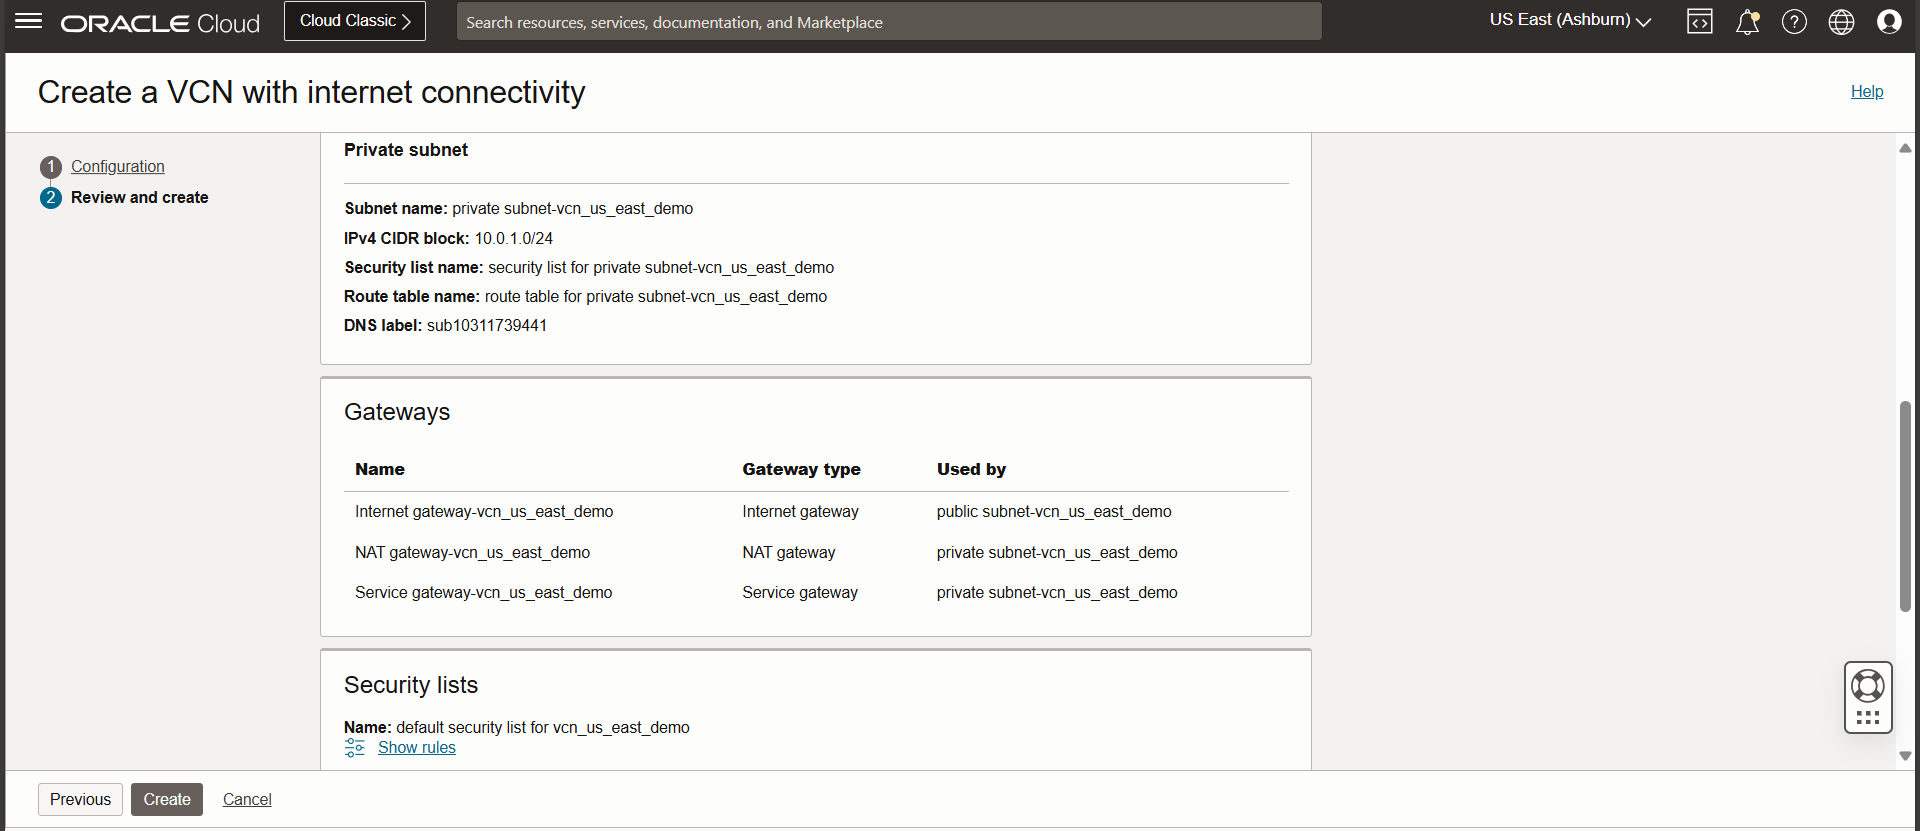 ORACLE Cloud
Cloud Classic
Search resources, services, documentation, and Marketplace
US East (Ashburn)
Create a VCN with internet connectivity
Help
1 Configuration
2 Review and create
Private subnet
Subnet name: private subnet-vcn_us_east_demo
IPv4 CIDR block: 10.0.1.0/24
Security list name: security list for private subnet-vcn_us_east_demo
Route table name: route table for private subnet-vcn_us_east_demo
DNS label: sub10311739441
Gateways
Name Gateway type Used by
Internet gateway-vcn_us_east_demo Internet gateway public subnet-vcn_us_east_demo
NAT gateway-vcn_us_east_demo NAT gateway private subnet-vcn_us_east_demo
Service gateway-vcn_us_east_demo Service gateway private subnet-vcn_us_east_demo
Security lists
Name: default security list for vcn_us_east_demo
Show rules
Previous Create Cancel